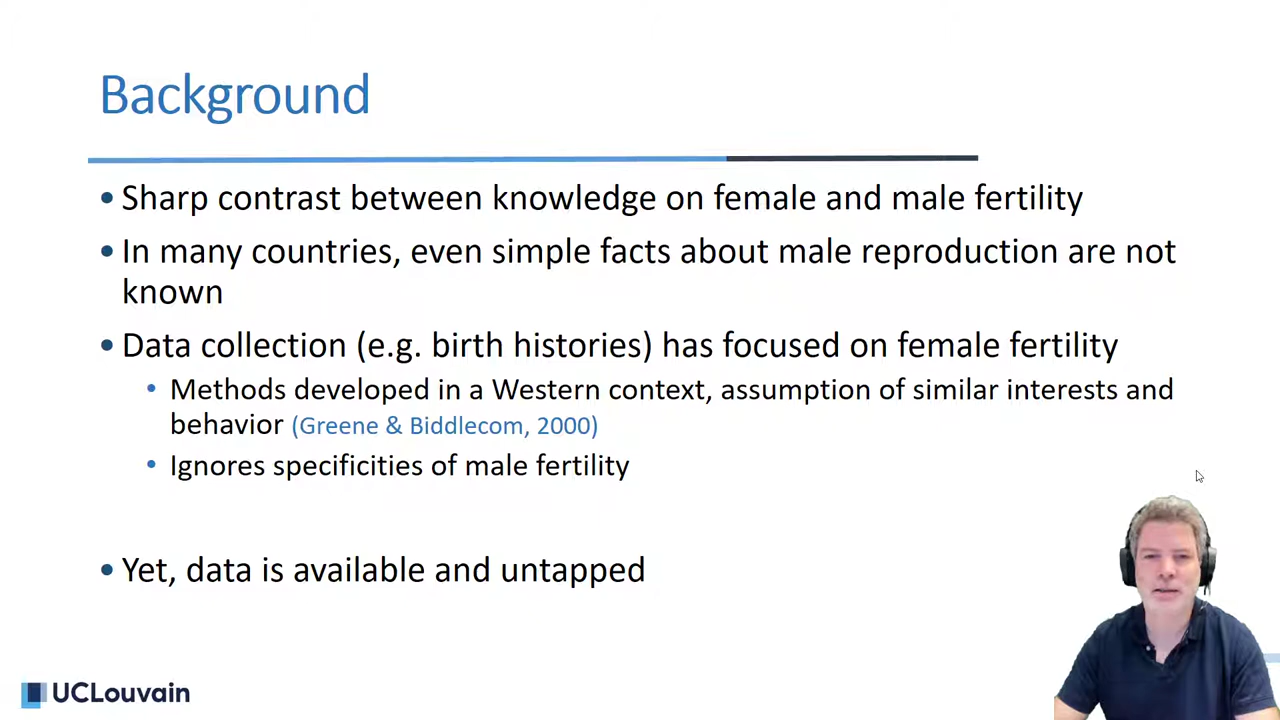 Background
• Sharp contrast between knowledge on female and male fertility
• In many countries, even simple facts about male reproduction are not
known
• Data collection (e.g. birth histories) has focused on female fertility
• Methods developed in a Western context, assumption of similar interests and
behavior (Greene & Biddlecom, 2000)
• Ignores specificities of male fertility
• Yet, data is available and untapped
UCLouvain